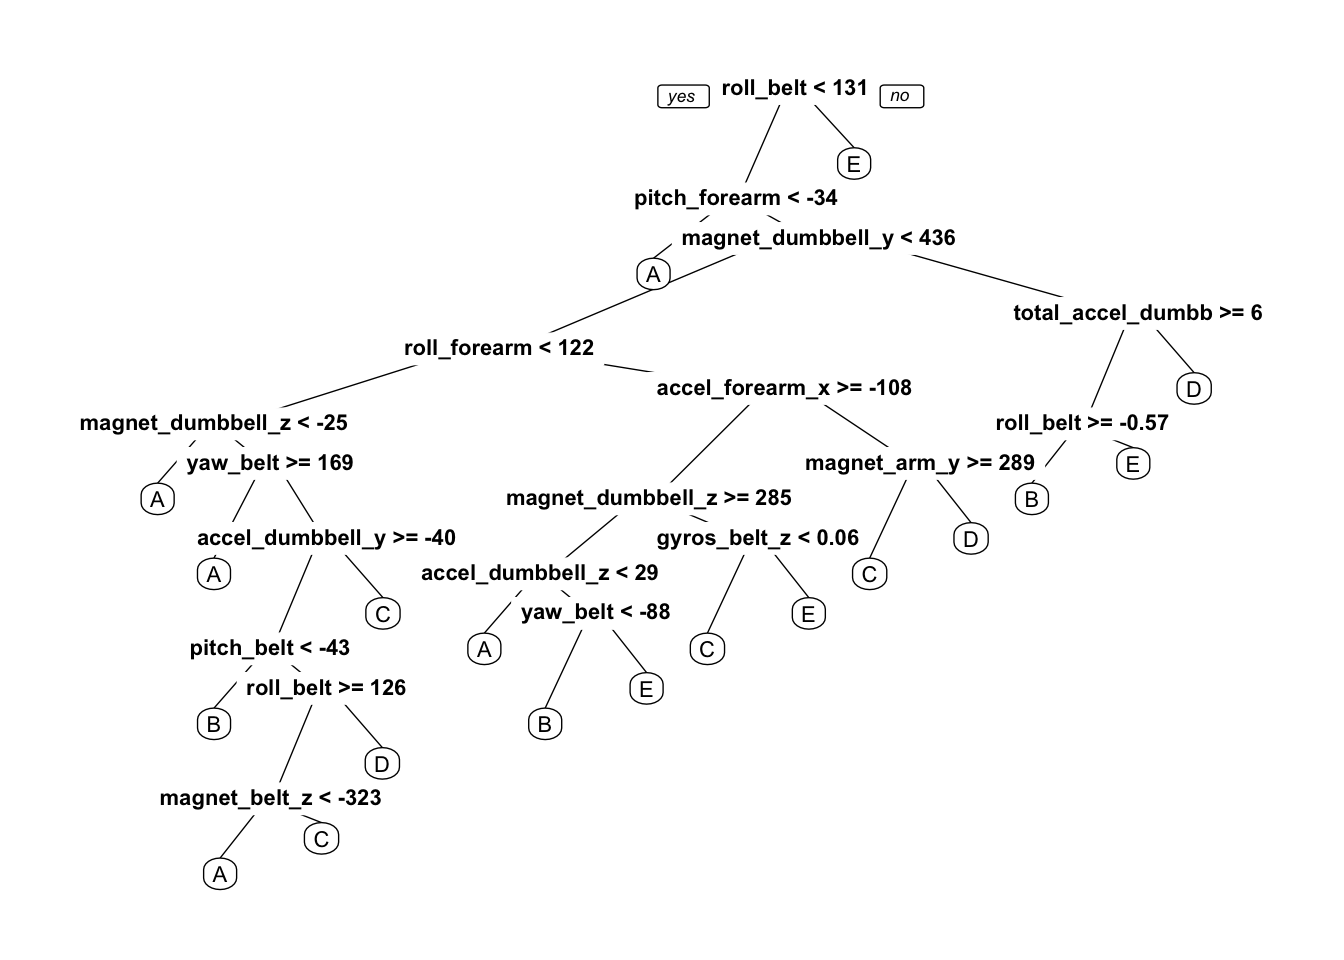 yes roll_belt < 131 no
E
pitch_forearm < -34
magnet_dumbbell_y < 436
A
total_accel_dumbb >= 6
roll_forearm < 122
accel_forearm_x >= -108
D
magnet_dumbbell_z < -25
roll_belt >= -0.57
yaw_belt >= 169
magnet_arm_y >= 289
E
A
magnet_dumbbell_z >= 285
B
accel_dumbbell_y >= -40
gyros_belt_z < 0.06
D
A
accel_dumbbell_z < 29
C
C
yaw_belt < -88
E
pitch_belt < -43
A
C
roll_belt >= 126
E
B
B
D
magnet_belt_z < -323
C
A